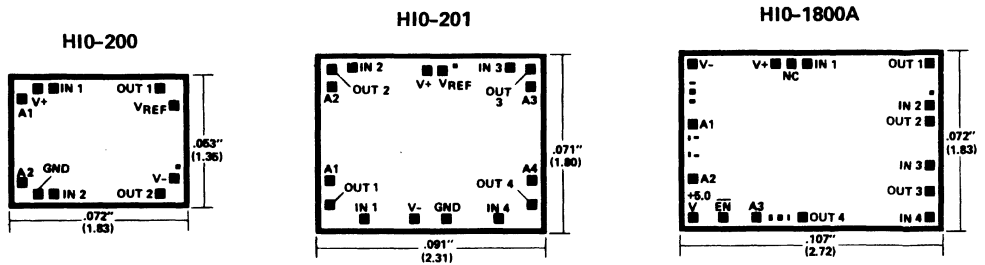 HI0-200
V+
IN 1
OUT 1
A1
VREF
A2
GND
V-
IN 2
OUT 2
.053"
(1.35)
.072"
(1.83)
HI0-201
IN 2
IN 3
OUT 2
V+
VREF
OUT
3
A2
A3
A1
A4
OUT 1
OUT 4
IN 1
V-
GND
IN 4
.071"
(1.80)
.091"
(2.31)
HI0-1800A
V-
V+
IN 1
OUT 1
NC
IN 2
A1
OUT 2
IN 3
A2
+5.0
V
EN
A3
OUT 3
OUT 4
IN 4
.072"
(1.83)
.107"
(2.72)